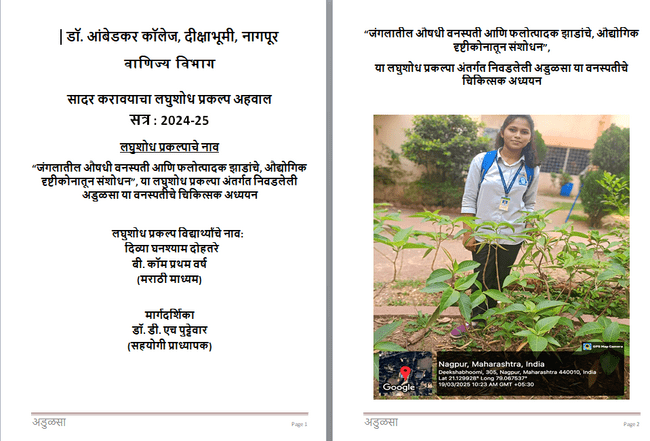 डॉ. आंबेडकर कॉलेज, दीक्षाभूमी, नागपूर
वाणिज्य विभाग
सादर करावयाचा लघुशोध प्रकल्प अहवाल
सत्र : 2024-25
लघुशोध प्रकल्पाचे नाव
“जंगलातील औषधी वनस्पती आणि फलोत्पादक झाडांचे, औद्योगिक
दृष्टीकोनातून संशोधन”, या लघुशोध प्रकल्पा अंतर्गत निवडलेली
अडुळसा या वनस्पतीचे चिकित्सक अध्ययन
लघुशोध प्रकल्प विद्यार्थ्यांचे नाव:
दिव्या घनश्याम दोहतरे
बी. कॉम प्रथम वर्ष
(मराठी माध्यम)
मार्गदर्शिका
डॉ. डी. एच पुट्टेवार
(सहयोगी प्राध्यापक)
अडुळसा
Page 1
“जंगलातील औषधी वनस्पती आणि फलोत्पादक झाडांचे, औद्योगिक
दृष्टीकोनातून संशोधन”,
या लघुशोध प्रकल्पा अंतर्गत निवडलेली अडुळसा या वनस्पतीचे
चिकित्सक अध्ययन
GPS Map Camera
Google
Nagpur, Maharashtra, India
Deekshabhoomi, 305, Nagpur, Maharashtra 440010, India
Lat 21.129928° Long 79.067537°
19/03/2025 10:23 AM GMT +05:30
अडुळसा
Page 2